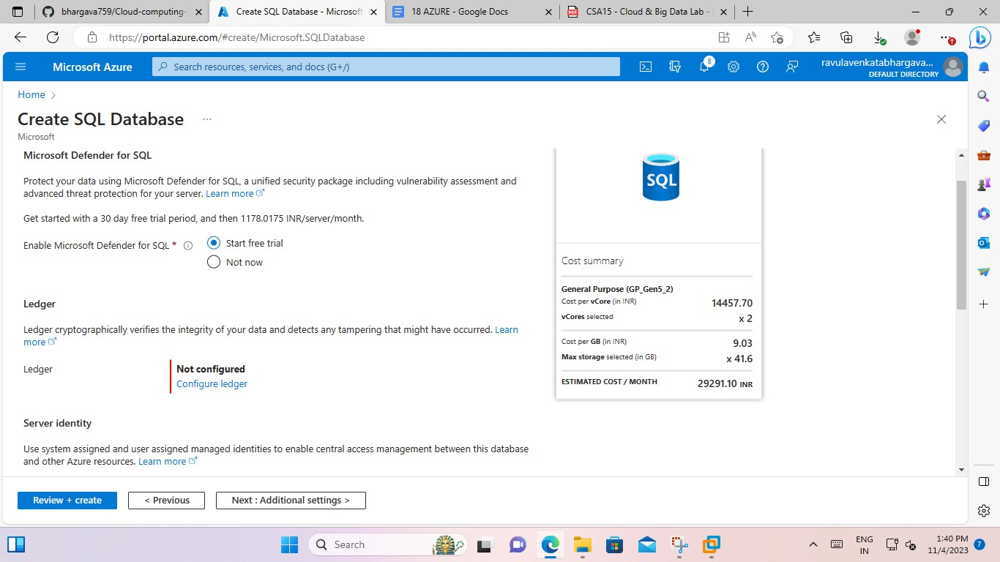 bhargava759/Cloud-computing-
Create SQL Database - Microsoft
18 AZURE - Google Docs
CSA15 - Cloud & Big Data Lab -
https://portal.azure.com/#create/Microsoft.SQLDatabase
Microsoft Azure
Search resources, services, and docs (G+/)
8
ravulavenkatabhargava...
DEFAULT DIRECTORY
Home
Create SQL Database
...
Microsoft
Microsoft Defender for SQL
Protect your data using Microsoft Defender for SQL, a unified security package including vulnerability assessment and
advanced threat protection for your server. Learn more
Get started with a 30 day free trial period, and then 1178.0175 INR/server/month.
Enable Microsoft Defender for SQL *
Start free trial
Not now
Ledger
Ledger cryptographically verifies the integrity of your data and detects any tampering that might have occurred. Learn
more
Ledger
Not configured
Configure ledger
Server identity
Use system assigned and user assigned managed identities to enable central access management between this database
and other Azure resources. Learn more
SQL
Cost summary
General Purpose (GP_Gen5_2)
Cost per vCore (in INR) 14457.70
vCores selected x 2
Cost per GB (in INR) 9.03
Max storage selected (in GB) x 41.6
ESTIMATED COST / MONTH 29291.10 INR
Review + create
< Previous
Next : Additional settings >
Search
ENG
IN
1:40 PM
11/4/2023
7